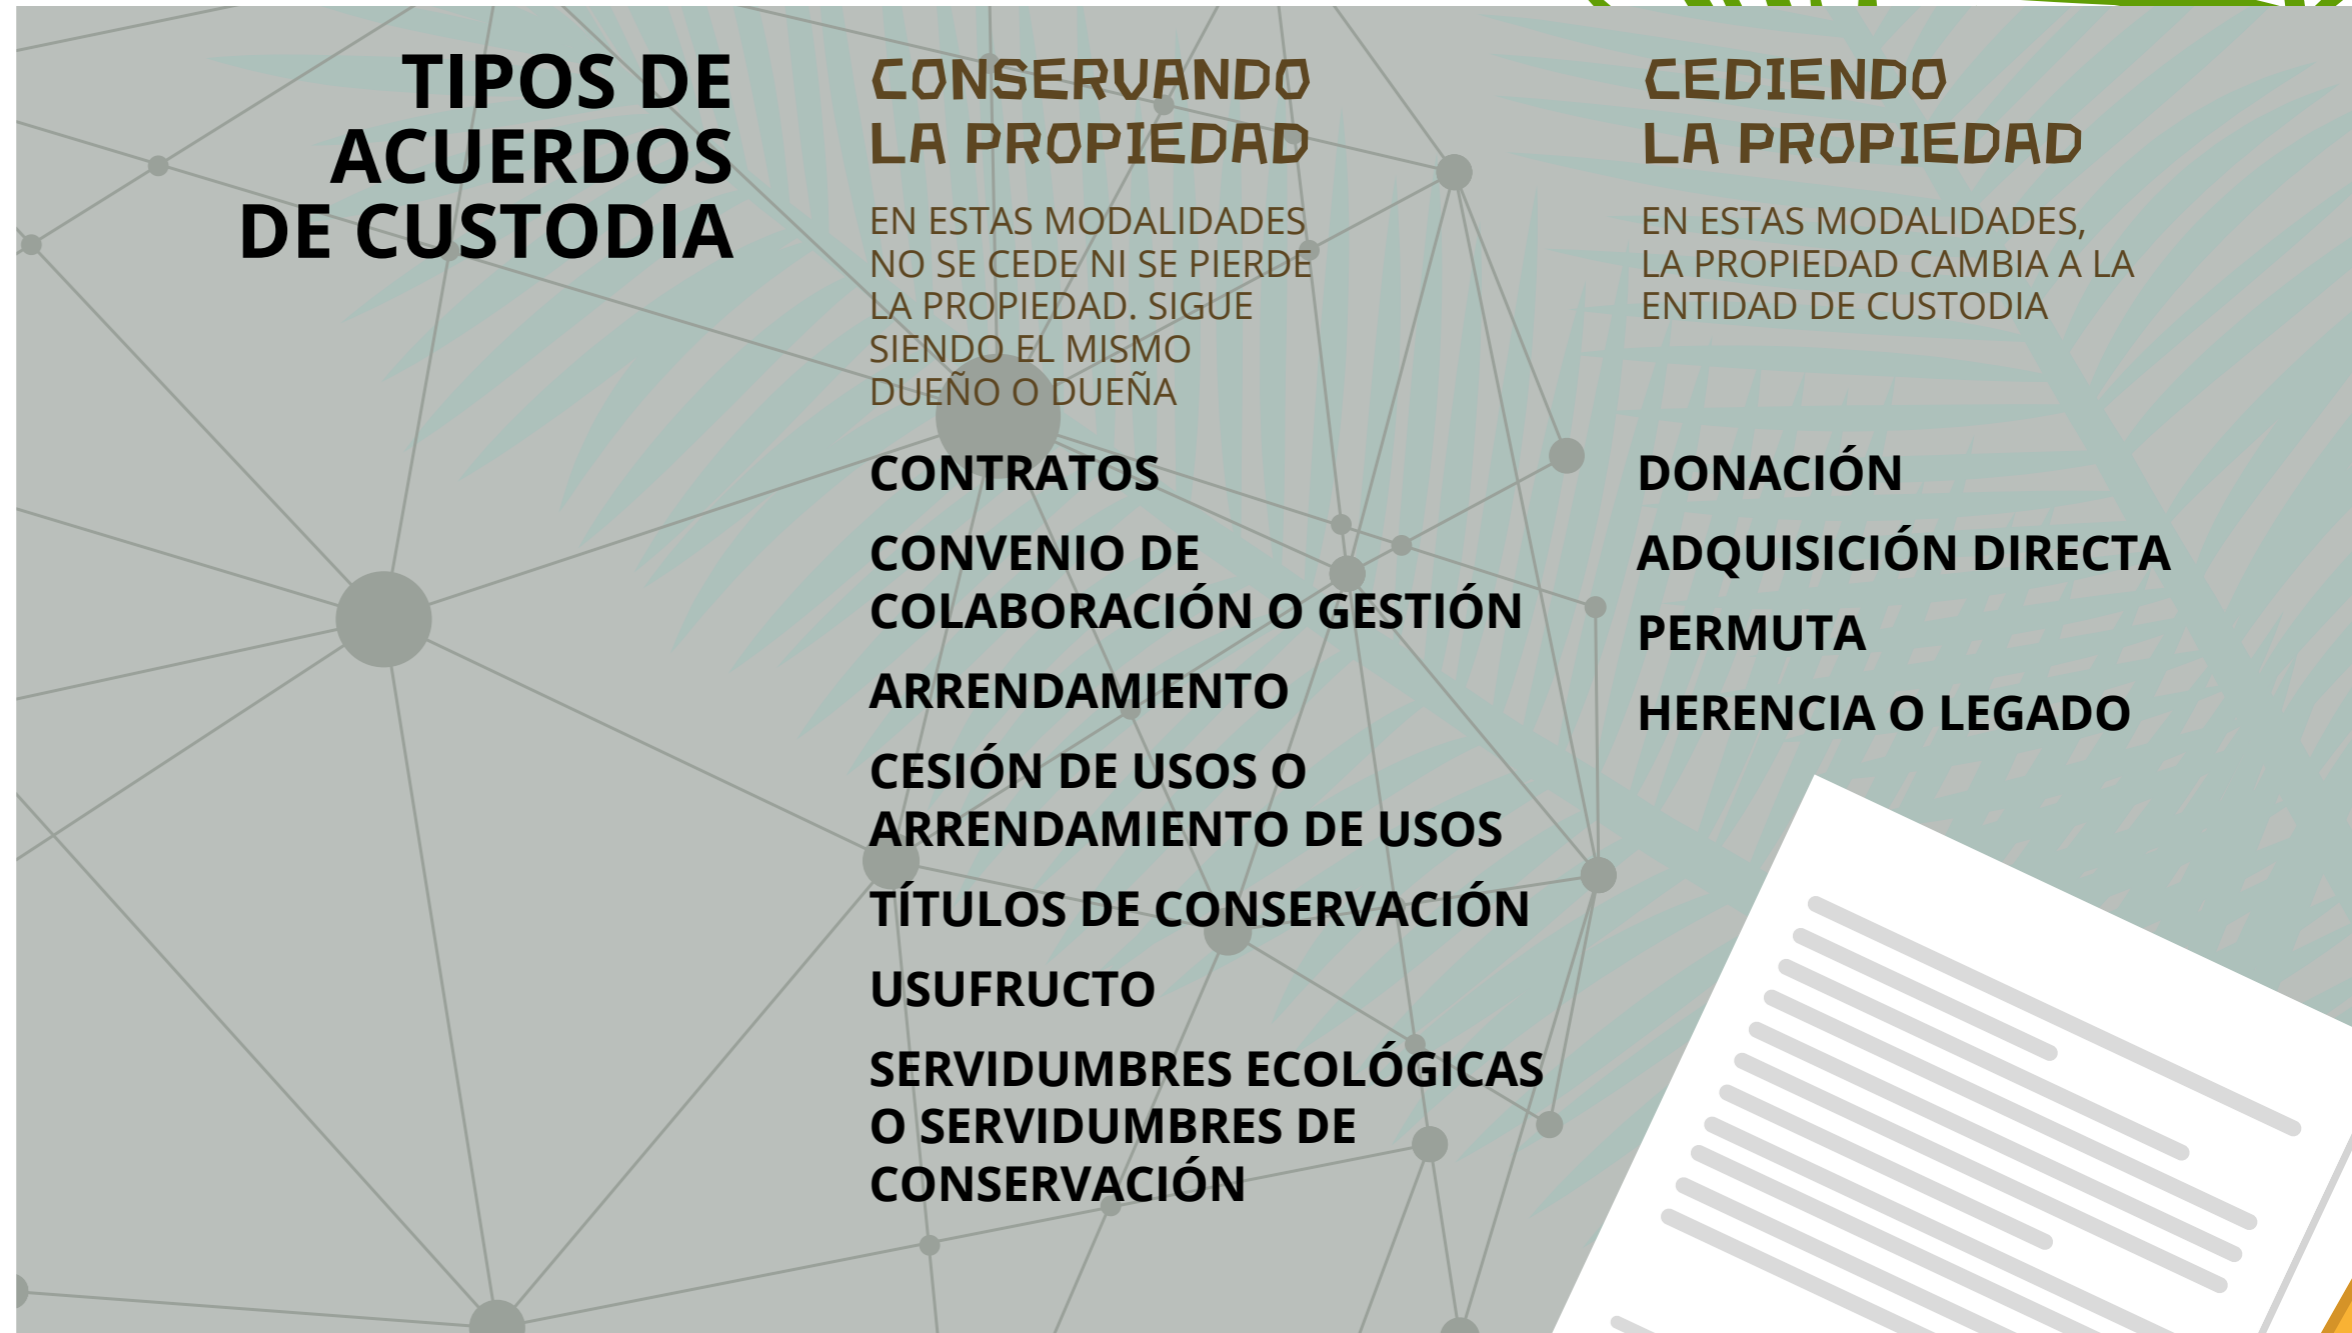 TIPOS DE
ACUERDOS
DE CUSTODIA
CONSERVANDO
LA PROPIEDAD
EN ESTAS MODALIDADES
NO SE CEDE NI SE PIERDE
LA PROPIEDAD. SIGUE
SIENDO EL MISMO
DUEÑO O DUEÑA
CONTRATOS
CONVENIO DE
COLABORACIÓN O GESTIÓN
ARRENDAMIENTO
CESIÓN DE USOS O
ARRENDAMIENTO DE USOS
TÍTULOS DE CONSERVACIÓN
USUFRUCTO
SERVIDUMBRES ECOLÓGICAS
O SERVIDUMBRES DE
CONSERVACIÓN
CEDIENDO
LA PROPIEDAD
EN ESTAS MODALIDADES,
LA PROPIEDAD CAMBIA A LA
ENTIDAD DE CUSTODIA
DONACIÓN
ADQUISICIÓN DIRECTA
PERMUTA
HERENCIA O LEGADO